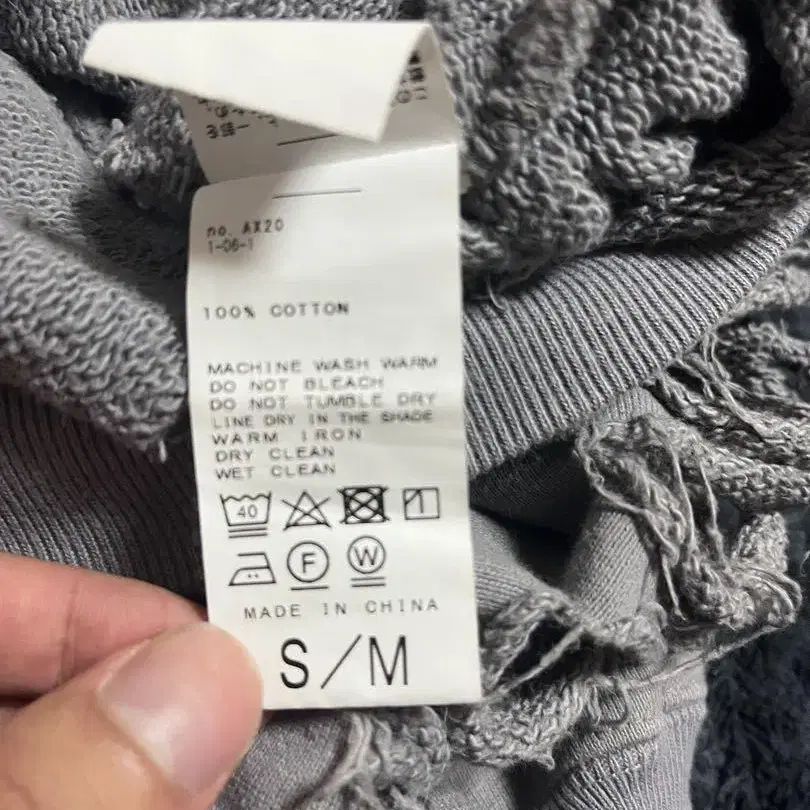 no. AX20
1-06-1
100% COTTON
MACHINE WASH WARM
DO NOT BLEACH
DO NOT TUMBLE DRY
LINE DRY IN THE SHADE
WARM IRON
DRY CLEAN
WET CLEAN
40
F W
MADE IN CHINA
S/M